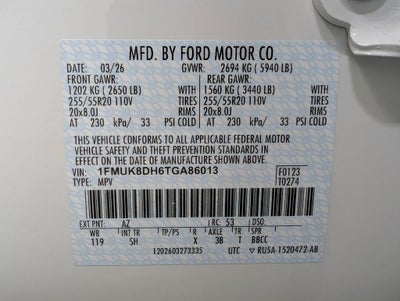 MFD. BY FORD MOTOR CO.
DATE: 03/26 GVWR: 2694 KG ( 5940 LB)
FRONT GAWR: REAR GAWR:
1202 KG ( 2650 LB) 1560 KG ( 3440 LB)
255/55R20 110V TIRES 255/55R20 110V TIRES
20x8.0J RIMS 20x8.0J RIMS
AT 230 kPa/ 33 PSI COLD AT 230 kPa/ 33 PSI COLD
THIS VEHICLE CONFORMS TO ALL APPLICABLE FEDERAL MOTOR
VEHICLE SAFETY AND THEFT PREVENTION STANDARDS IN
EFFECT ON THE DATE OF MANUFACTURE SHOWN ABOVE.
VIN: 1FMUK8DH6TGA86013 F0123
TYPE: MPV T0274
EXT PNT: AZ RC: 53 DSO:
WB INT TR TP/PS R AX TR SPR
119 SH X 3B T BBCC
1202603273335 UTC ▽ RU5A-1520472-AB